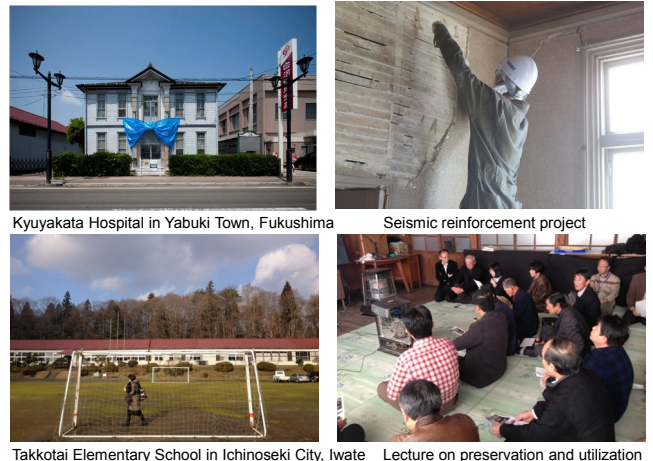 Kyuyakata Hospital in Yabuki Town, Fukushima
Seismic reinforcement project
Takkotai Elementary School in Ichinoseki City, Iwate
Lecture on preservation and utilization